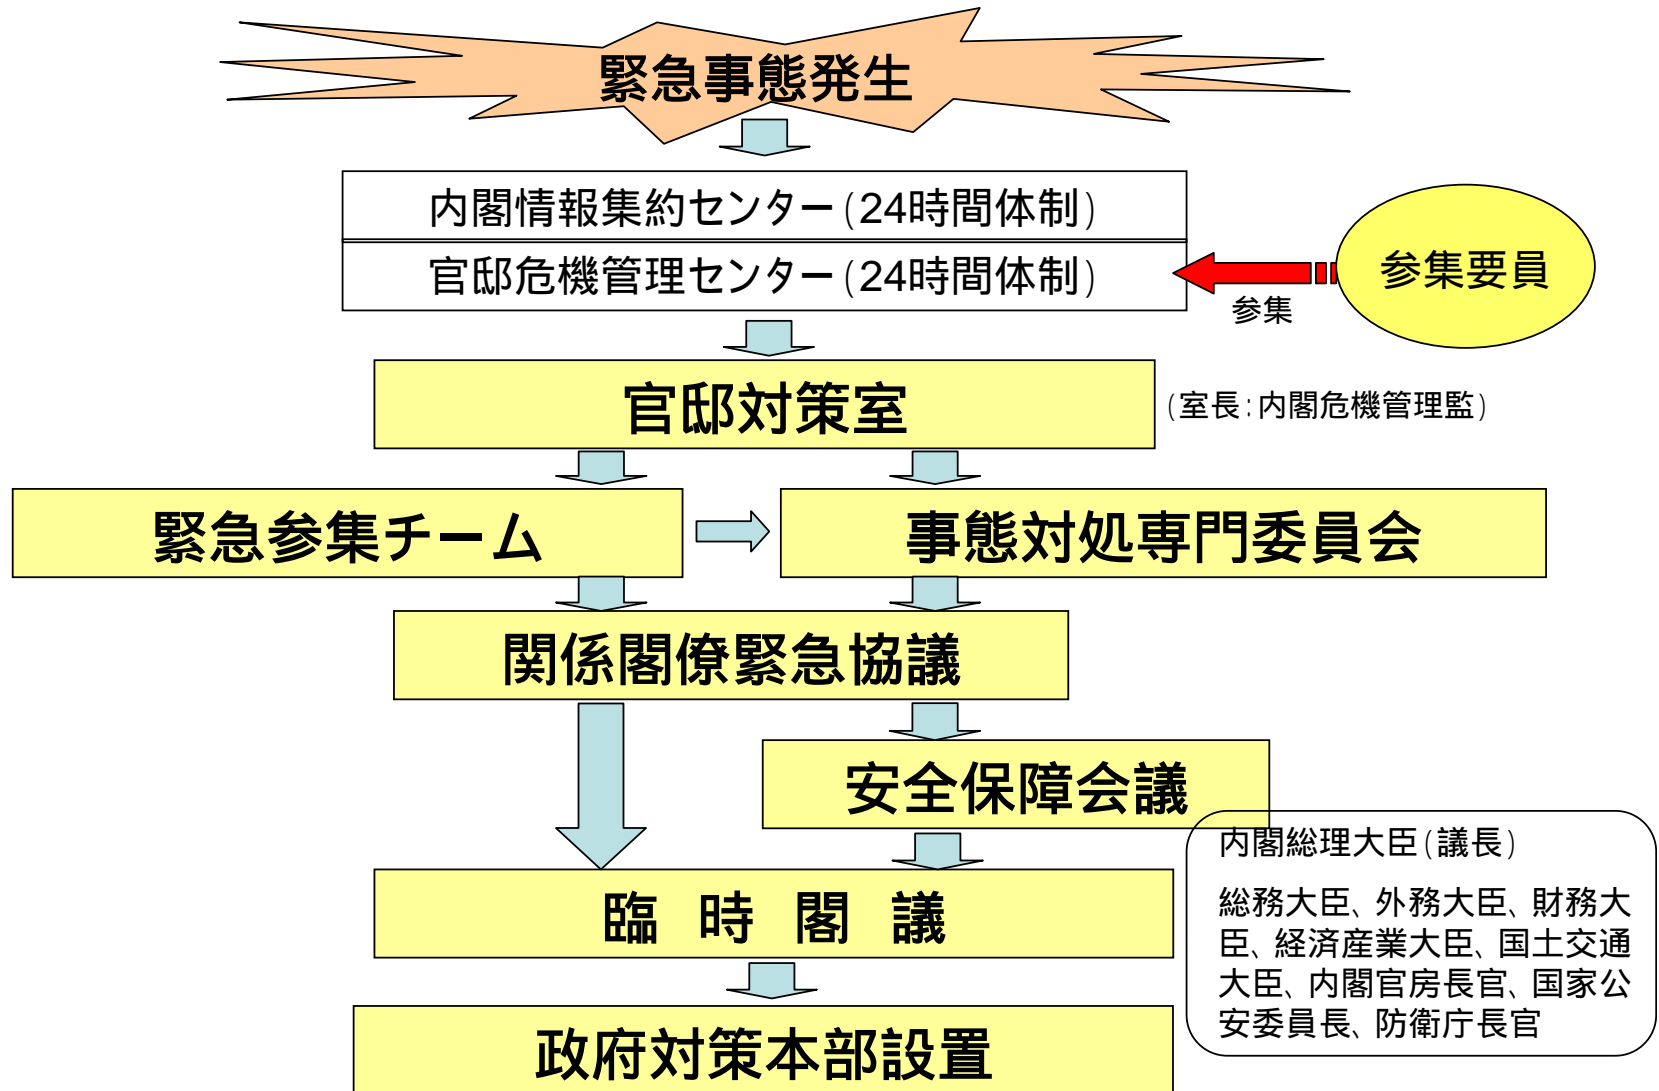 緊急事態発生
内閣情報集約センター(24時間体制)
官邸危機管理センター(24時間体制)
参集要員
参集
官邸対策室
(室長:内閣危機管理監)
緊急参集チーム
事態対処専門委員会
関係閣僚緊急協議
安全保障会議
内閣総理大臣(議長)
総務大臣、外務大臣、財務大
臣、経済産業大臣、国土交通
大臣、内閣官房長官、国家公
安委員長、防衛庁長官
臨 時 閣 議
政府対策本部設置